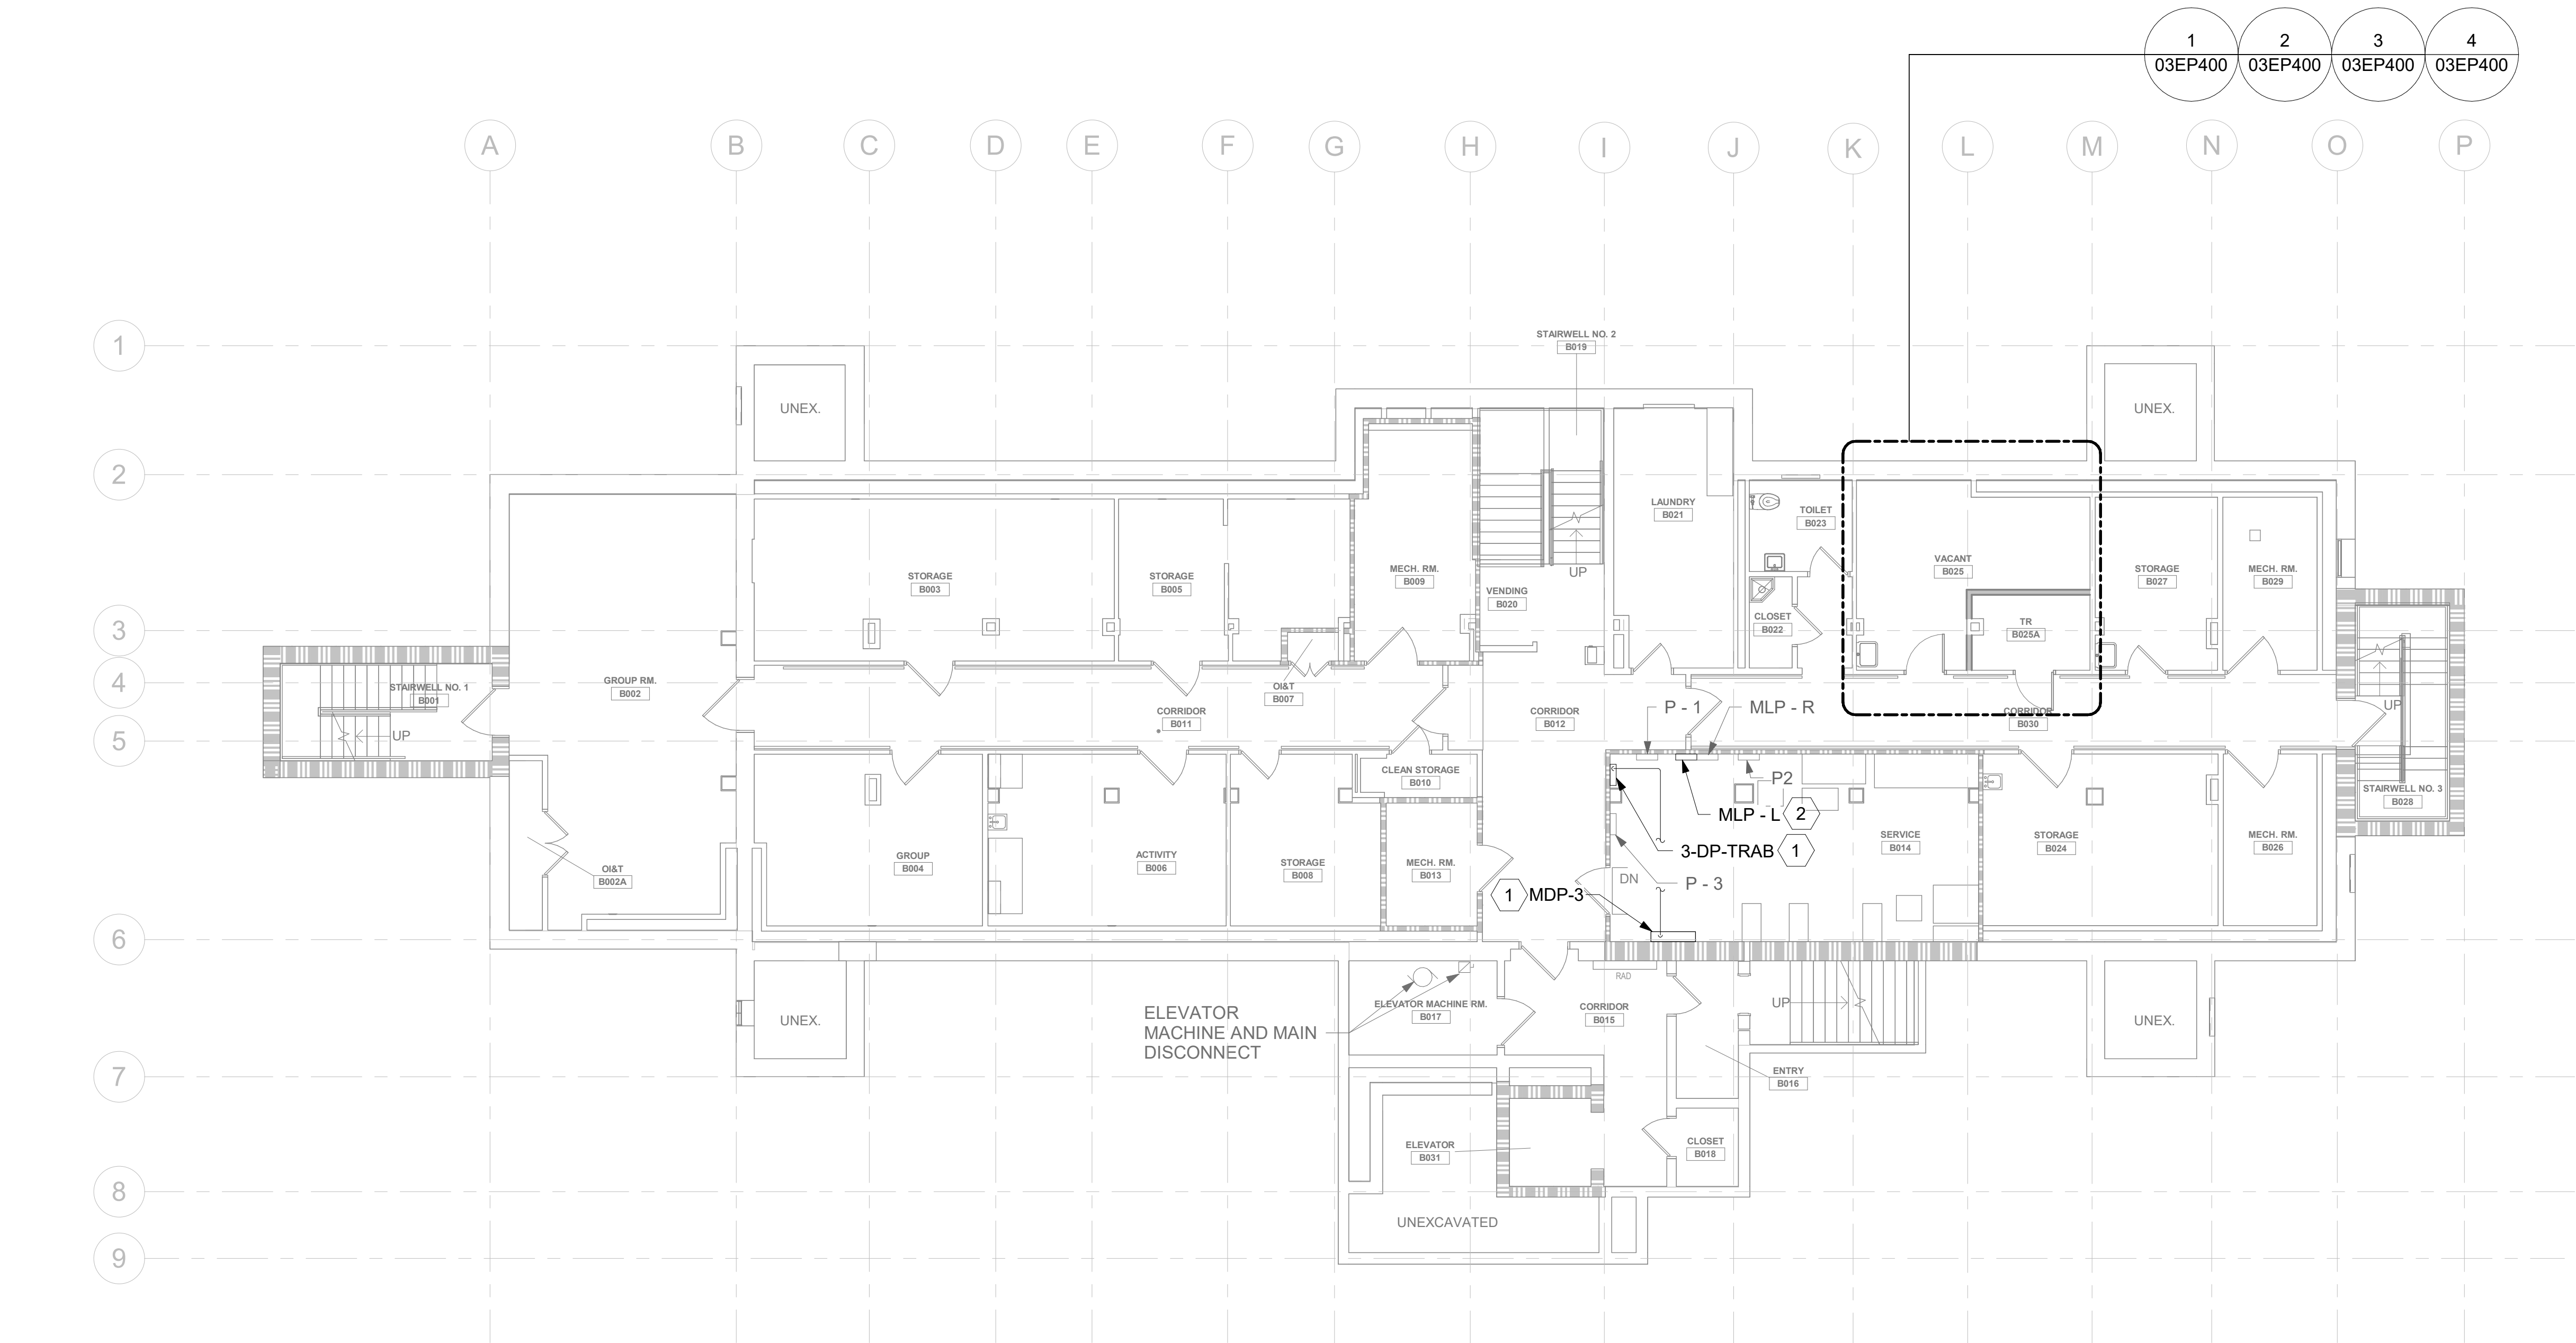 1 2 3 4
03EP400 03EP400 03EP400 03EP400
A B C D E F G H I J K L M N O P
1
STAIRWELL NO. 2
B019
UNEX.
UNEX.
2
LAUNDRY
B021
TOILET
B023
VACANT
B025
STORAGE
B003
STORAGE
B005
MECH. RM.
B009
UP
VENDING
B020
STORAGE
B027
MECH. RM.
B029
3
CLOSET
B022
TR
B025A
4
STAIRWELL NO. 1
B001
GROUP RM.
B002
OI&T
B007
CORRIDOR
B011
CORRIDOR
B012
P - 1
MLP - R
CORRIDOR
B030
UP
UP
5
CLEAN STORAGE
B010
P2
MLP - L 2
STAIRWELL NO. 3
B028
3-DP-TRAB 1
SERVICE
B014
STORAGE
B024
MECH. RM.
B026
OI&T
B002A
GROUP
B004
ACTIVITY
B006
STORAGE
B008
MECH. RM.
B013
DN
P - 3
1 MDP-3
6
RAD
ELEVATOR
MACHINE AND MAIN
DISCONNECT
ELEVATOR MACHINE RM.
B017
CORRIDOR
B015
UP
UNEX.
UNEX.
7
ENTRY
B016
ELEVATOR
B031
CLOSET
B018
8
UNEXCAVATED
9